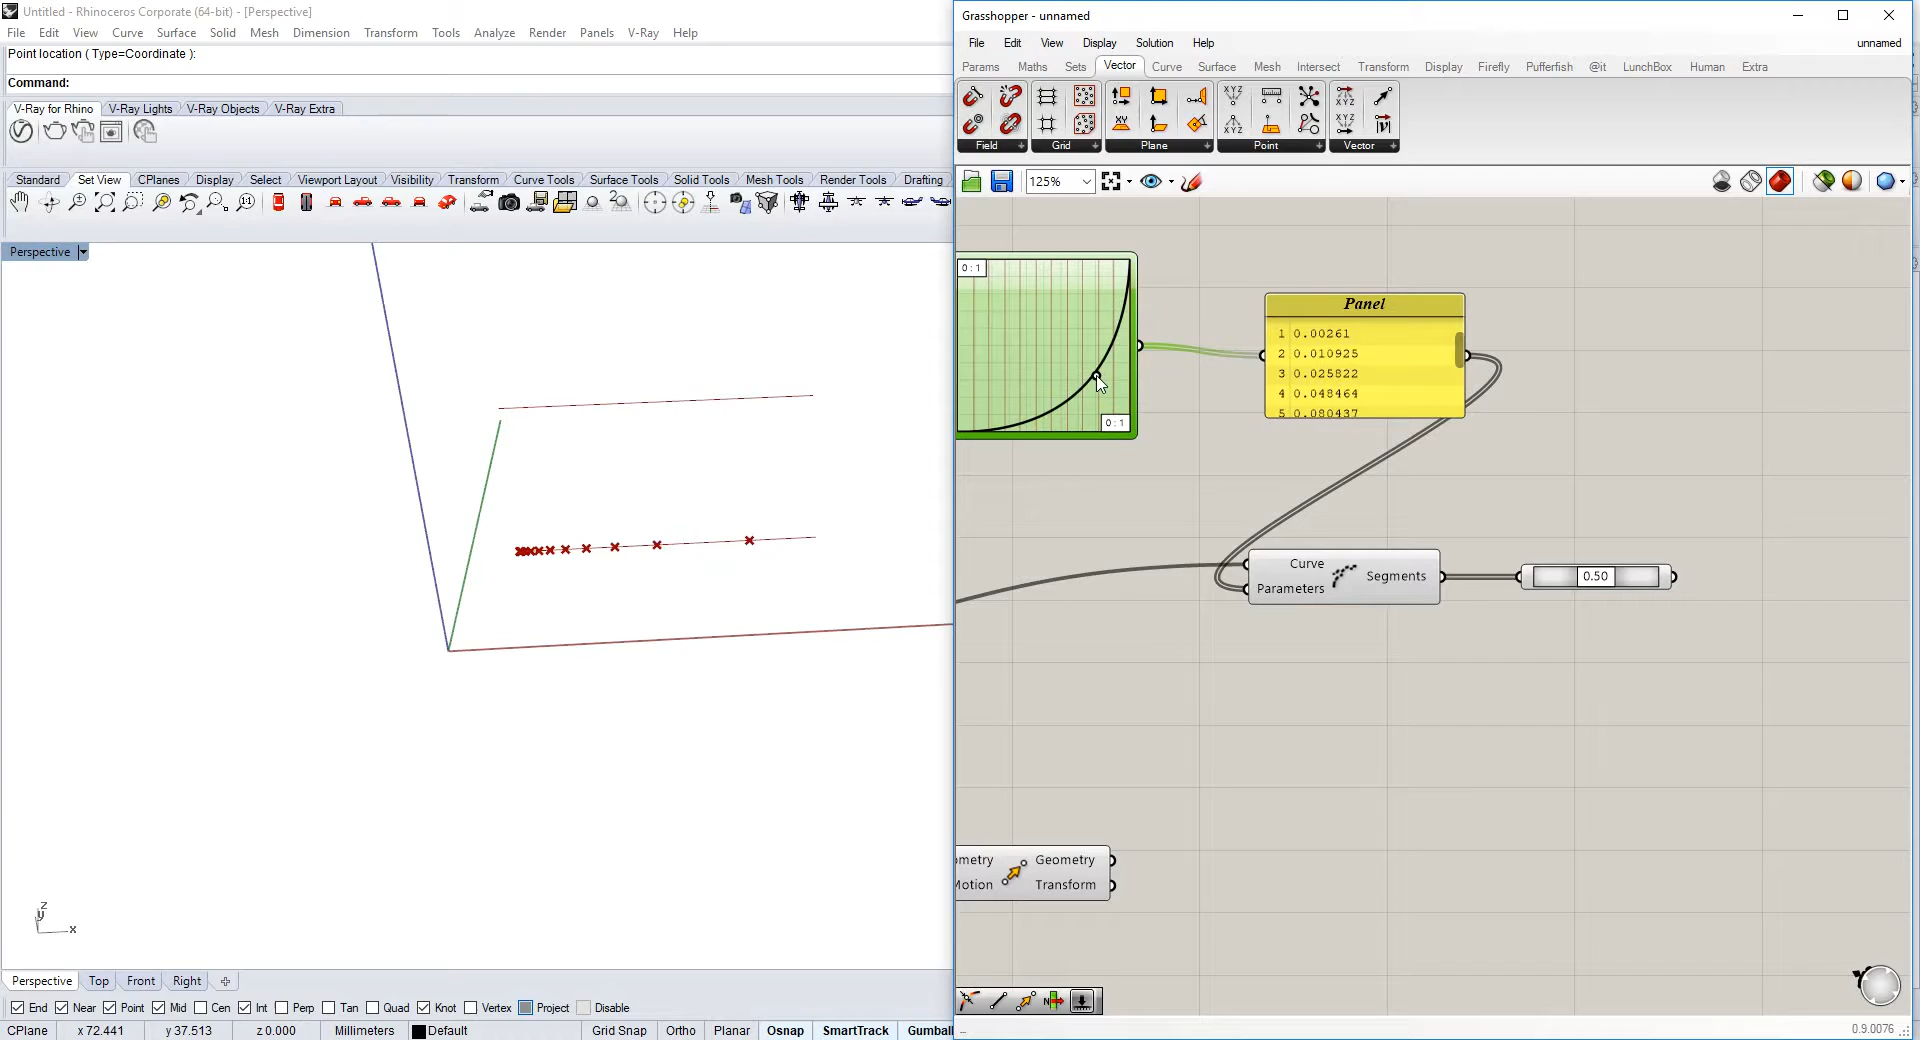 Untitled - Rhinoceros Corporate (64-bit) - [Perspective]
File Edit View Curve Surface Solid Mesh Dimension Transform Tools Analyze Render Panels V-Ray Help
Point location ( Type=Coordinate ):
Command:
V-Ray for Rhino V-Ray Lights V-Ray Objects V-Ray Extra
Standard Set View CPlanes Display Select Viewport Layout Visibility Transform Curve Tools Surface Tools Solid Tools Mesh Tools Render Tools Drafting
Perspective
z
y
x
Perspective Top Front Right
End Near Point Mid Cen Int Perp Tan Quad Knot Vertex Project Disable
CPlane x 72.441 y 37.513 z 0.000 Millimeters Default Grid Snap Ortho Planar Osnap SmartTrack Gumball
Grasshopper - unnamed
File Edit View Display Solution Help unnamed
Params Maths Sets Vector Curve Surface Mesh Intersect Transform Display Firefly Pufferfish @it LunchBox Human Extra
Field Grid Plane Point Vector
125%
0 : 1
0 : 1
Panel
1 0.00261
2 0.010925
3 0.025822
4 0.048464
5 0.080437
Curve
Parameters
Segments
0.50
ometry
Motion
Geometry
Transform
0.9.0076